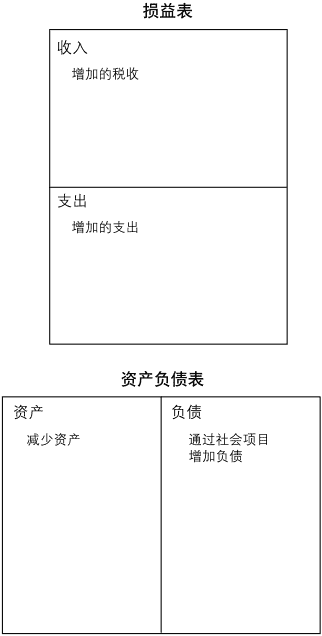 损益表
收入
增加的税收
支出
增加的支出
资产负债表
资产
减少资产
负债
通过社会项目
增加负债